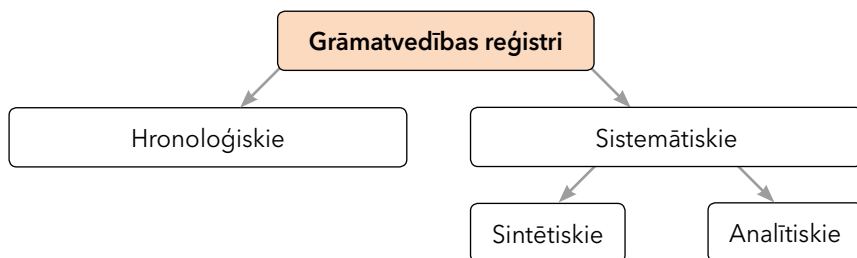 Grāmatvedības reģistri
Hronoloģiskie
Sistemātiskie
Sintētiskie
Analītiskie